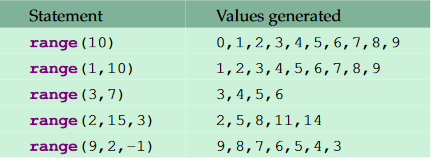 Statement Values generated
range(10) 0,1,2,3,4,5,6,7,8,9
range(1,10) 1,2,3,4,5,6,7,8,9
range(3,7) 3,4,5,6
range(2,15,3) 2,5,8,11,14
range(9,2,-1) 9,8,7,6,5,4,3